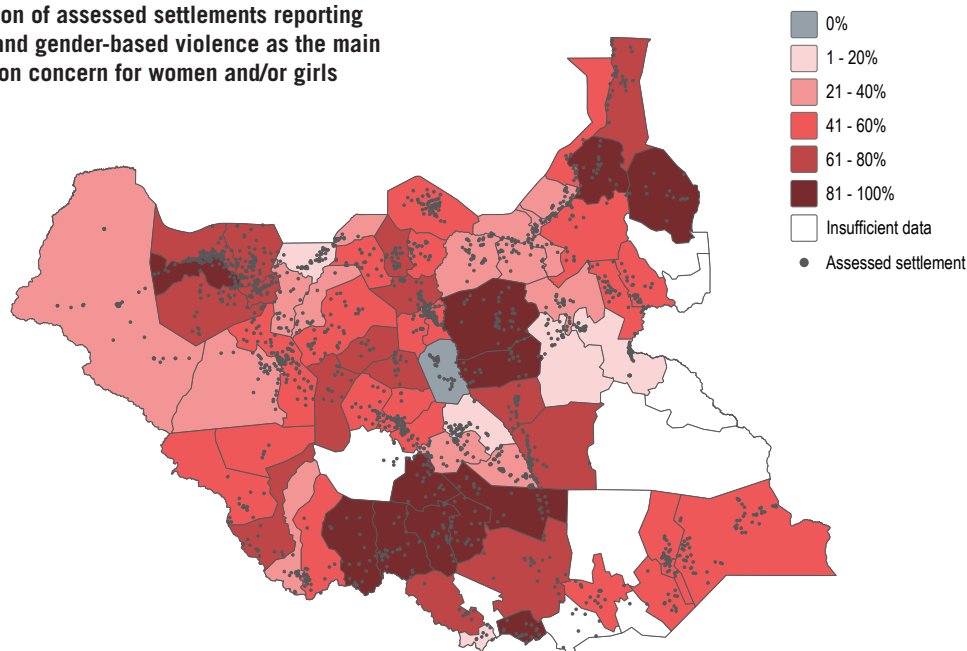 ion of assessed settlements reporting
and gender-based violence as the main
on concern for women and/or girls
0%
1 - 20%
21 - 40%
41 - 60%
61 - 80%
81 - 100%
Insufficient data
Assessed settlement